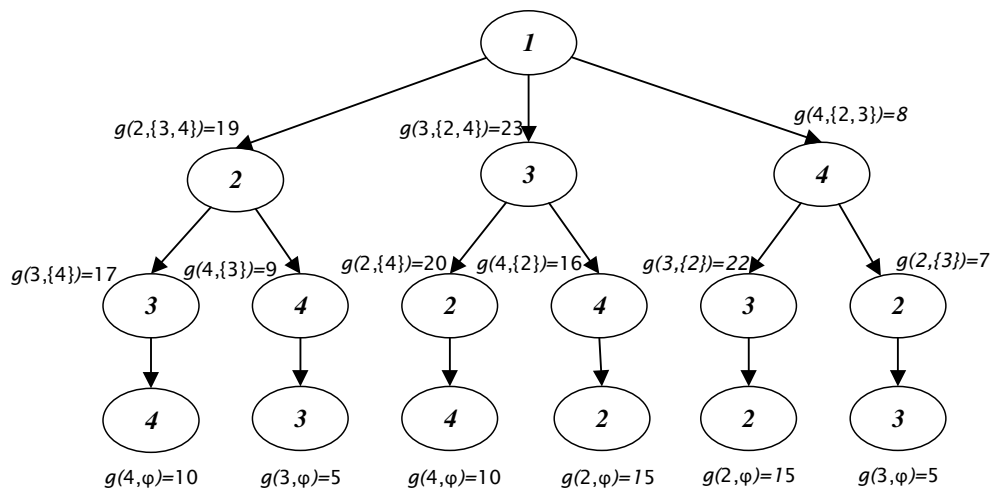 1
g(2,{3,4})=19
g(3,{2,4})=23
g(4,{2,3})=8
2
3
4
g(3,{4})=17
g(4,{3})=9
g(2,{4})=20
g(4,{2})=16
g(3,{2})=22
g(2,{3})=7
3
4
2
4
3
2
4
3
4
2
2
3
g(4,φ)=10
g(3,φ)=5
g(4,φ)=10
g(2,φ)=15
g(2,φ)=15
g(3,φ)=5